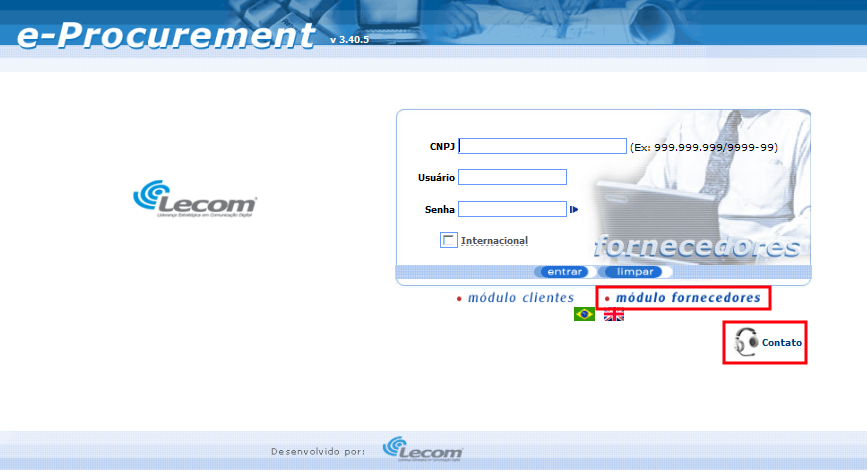 e-Procurement v 3.40.5
CNPJ (Ex: 999.999.999/9999-99)
Lecom
Liderança Estratégica em Comunicação Digital
Usuário
Senha
Internacional
fornecedores
entrar limpar
• módulo clientes • módulo fornecedores
Contato
Desenvolvido por: Lecom